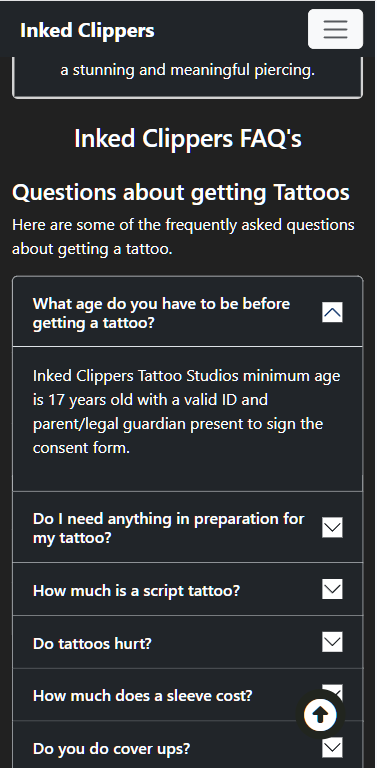 Inked Clippers
a stunning and meaningful piercing.
Inked Clippers FAQ's
Questions about getting Tattoos
Here are some of the frequently asked questions
about getting a tattoo.
What age do you have to be before
getting a tattoo?
Inked Clippers Tattoo Studios minimum age
is 17 years old with a valid ID and
parent/legal guardian present to sign the
consent form.
Do I need anything in preparation for
my tattoo?
How much is a script tattoo?
Do tattoos hurt?
How much does a sleeve cost?
Do you do cover ups?